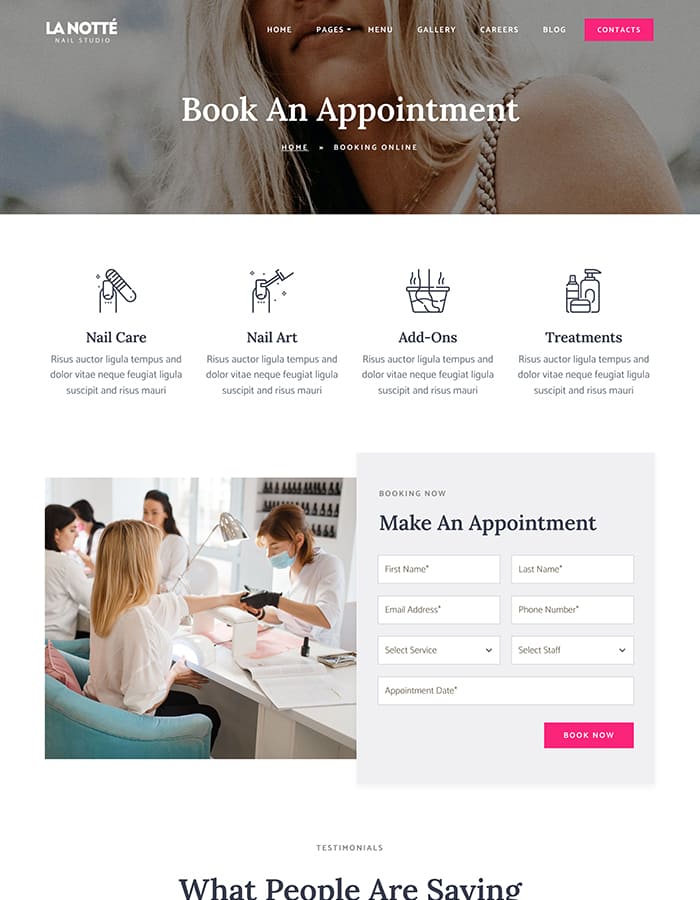 LA NOTTÉ
NAIL STUDIO
HOME
PAGES
MENU
GALLERY
CAREERS
BLOG
CONTACTS
Book An Appointment
HOME » BOOKING ONLINE
Nail Care
Risus auctor ligula tempus and
dolor vitae neque feugiat ligula
suscipit and risus mauri
Nail Art
Risus auctor ligula tempus and
dolor vitae neque feugiat ligula
suscipit and risus mauri
Add-Ons
Risus auctor ligula tempus and
dolor vitae neque feugiat ligula
suscipit and risus mauri
Treatments
Risus auctor ligula tempus and
dolor vitae neque feugiat ligula
suscipit and risus mauri
BOOKING NOW
Make An Appointment
First Name*
Last Name*
Email Address*
Phone Number*
Select Service
Select Staff
Appointment Date*
BOOK NOW
TESTIMONIALS
What People Are Saying